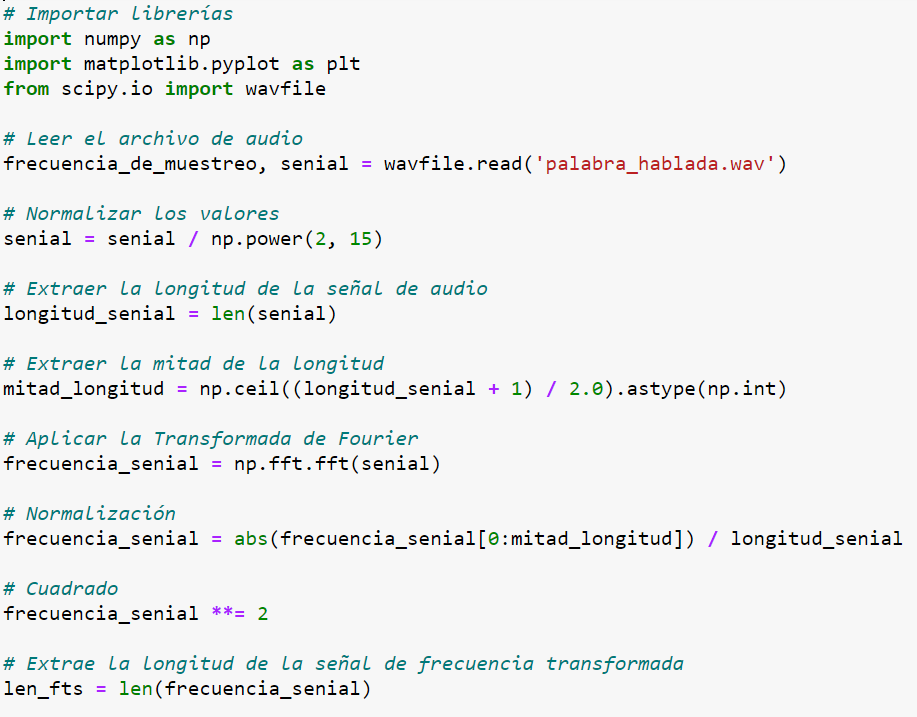 # Importar librerías
import numpy as np
import matplotlib.pyplot as plt
from scipy.io import wavfile
# Leer el archivo de audio
frecuencia_de_muestreo, senial = wavfile.read('palabra_hablada.wav')
# Normalizar los valores
senial = senial / np.power(2, 15)
# Extraer la longitud de la señal de audio
longitud_senial = len(senial)
# Extraer la mitad de la longitud
mitad_longitud = np.ceil((longitud_senial + 1) / 2.0).astype(np.int)
# Aplicar la Transformada de Fourier
frecuencia_senial = np.fft.fft(senial)
# Normalización
frecuencia_senial = abs(frecuencia_senial[0:mitad_longitud]) / longitud_senial
# Cuadrado
frecuencia_senial **= 2
# Extrae la longitud de la señal de frecuencia transformada
len_fts = len(frecuencia_senial)